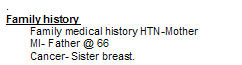 .
Family history
Family medical history HTN-Mother
MI- Father @ 66
Cancer- Sister breast.